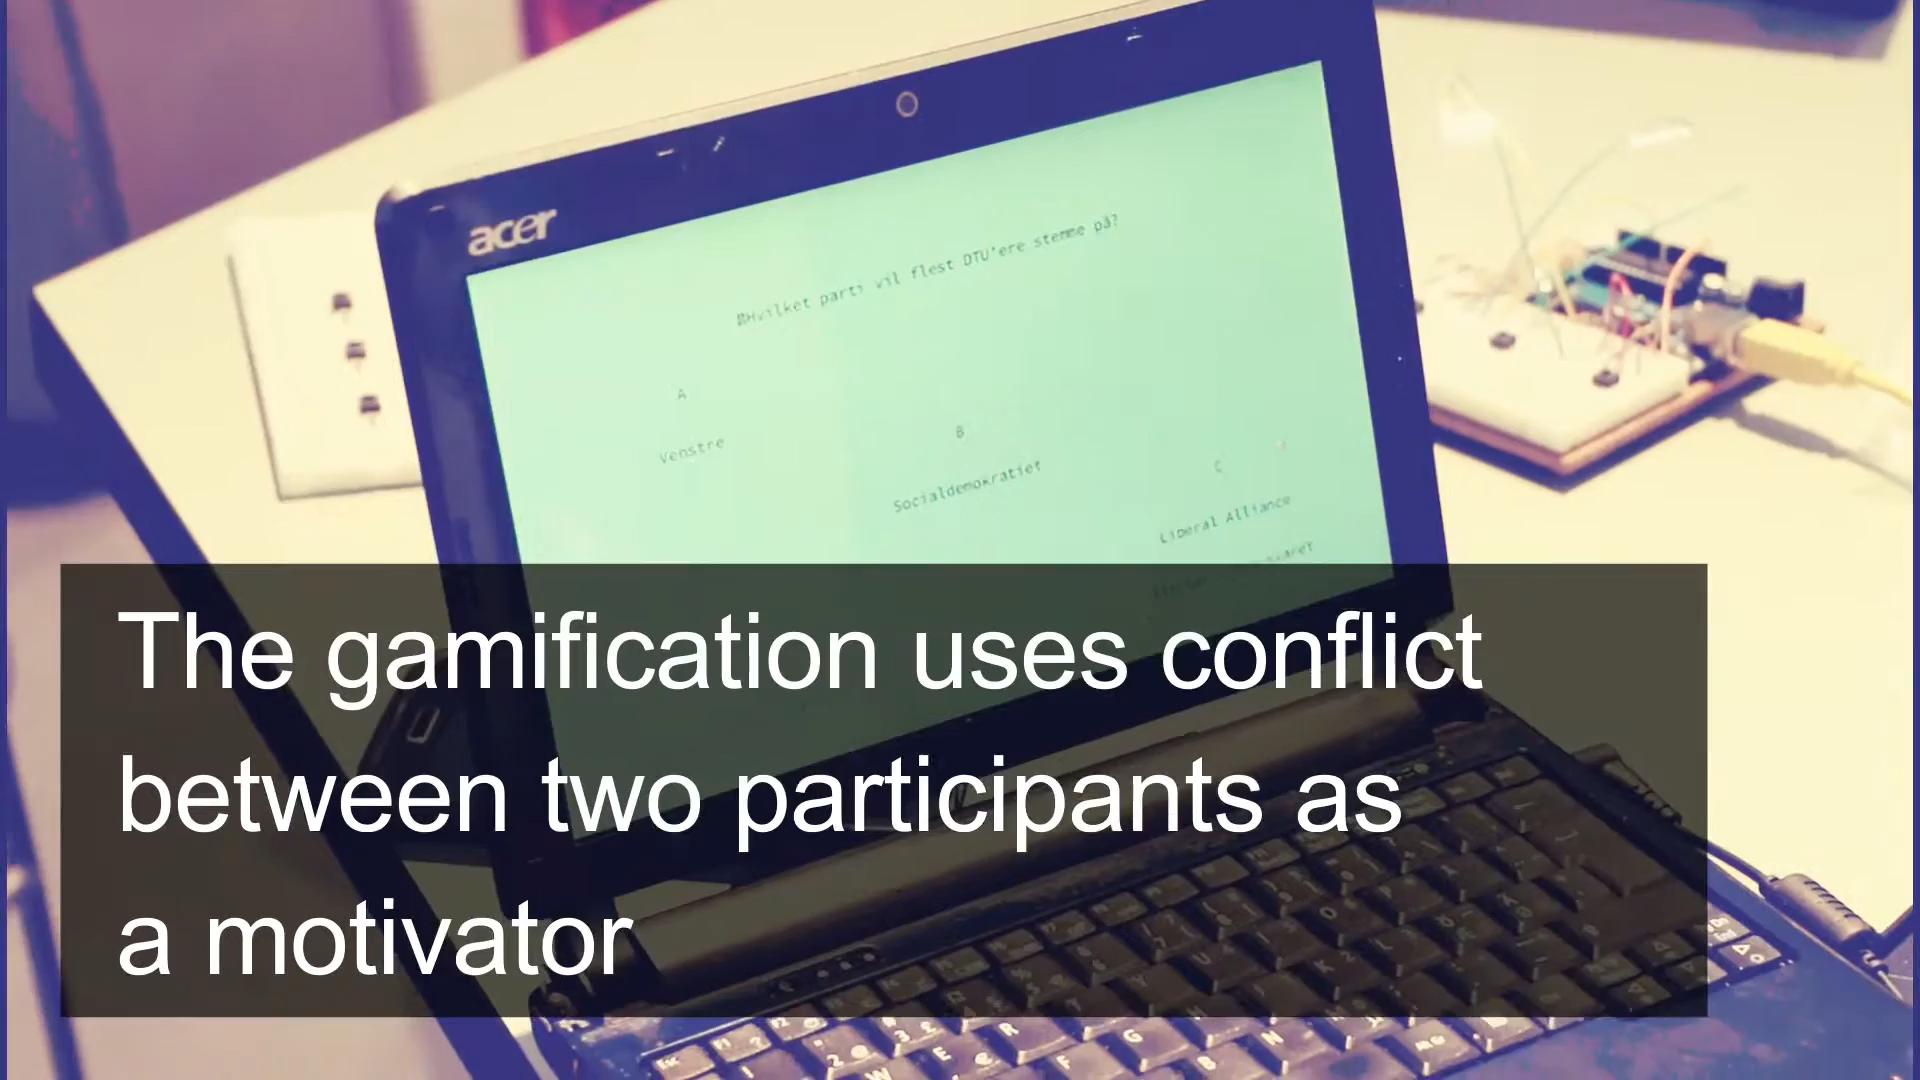 acer
Hvilket parti vil flest DTU'ere stemme på?
A
B
C
Venstre
Socialdemokratiet
Liberal Alliance
The gamification uses conflict
between two participants as
a motivator